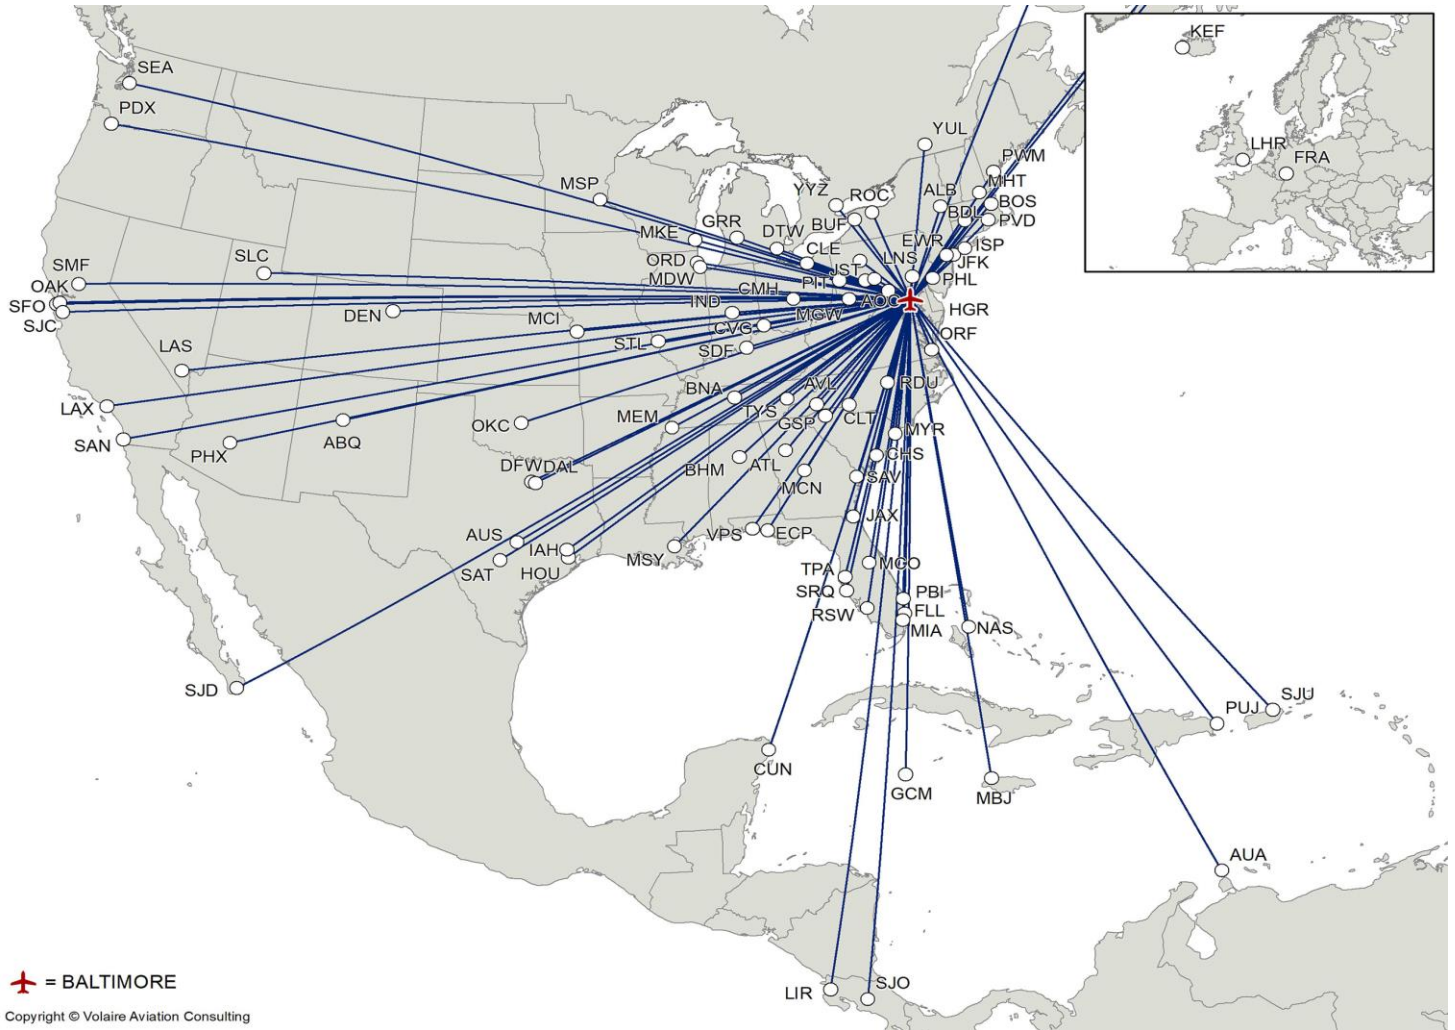 KEF
LHR
FRA
SEA
PDX
YUL
PWM
MSP
YYZ
ROC
ALB
MHT
BOS
BDL
PVD
GRR
BUF
MKE
DTW
EWR
ISP
CLE
JFK
SLC
ORD
LNS
SMF
MDW
JST
PIT
PHL
OAK
CMH
AOO
SFO
IND
MGW
HGR
SJC
DEN
MCI
CVG
ORF
LAS
STL
SDF
BNA
AVL
RDU
LAX
MEM
TYS
OKC
GSP
CLT
MYR
SAN
PHX
ABQ
DFW
DAL
BHM
ATL
CHS
MCN
SAV
JAX
AUS
IAH
VPS
ECP
SAT
HOU
MSY
MCO
TPA
SRQ
PBI
RSW
FLL
MIA
NAS
SJD
PUJ
SJU
CUN
GCM
MBJ
AUA
LIR
SJO
= BALTIMORE
Copyright © Volaire Aviation Consulting